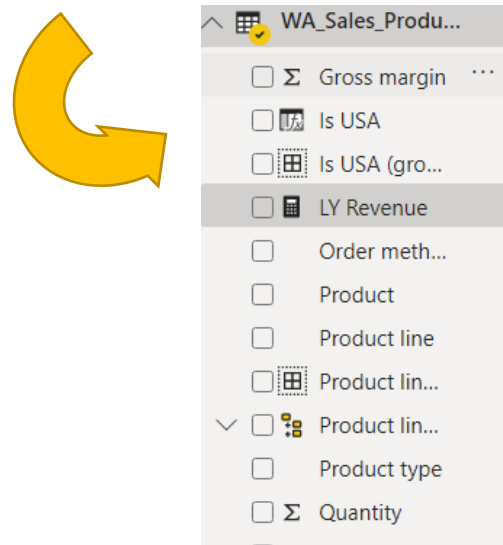 WA_Sales_Produ...
Σ Gross margin ...
Is USA
Is USA (gro...
LY Revenue
Order meth...
Product
Product line
Product lin...
Product lin...
Product type
Σ Quantity